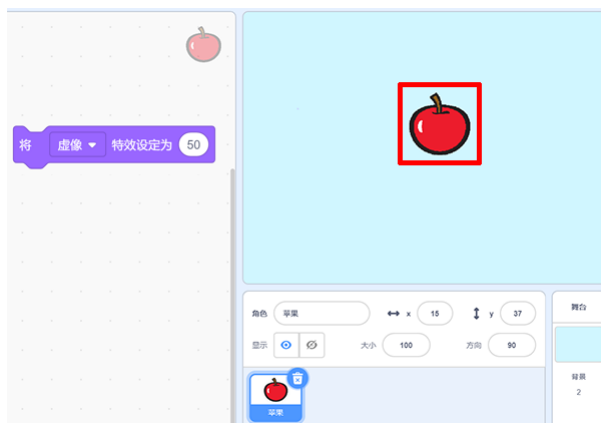 将 虚像 特效设定为 50
角色 苹果 x 15 y 37
显示 大小 100 方向 90
苹果
舞台
背景
2